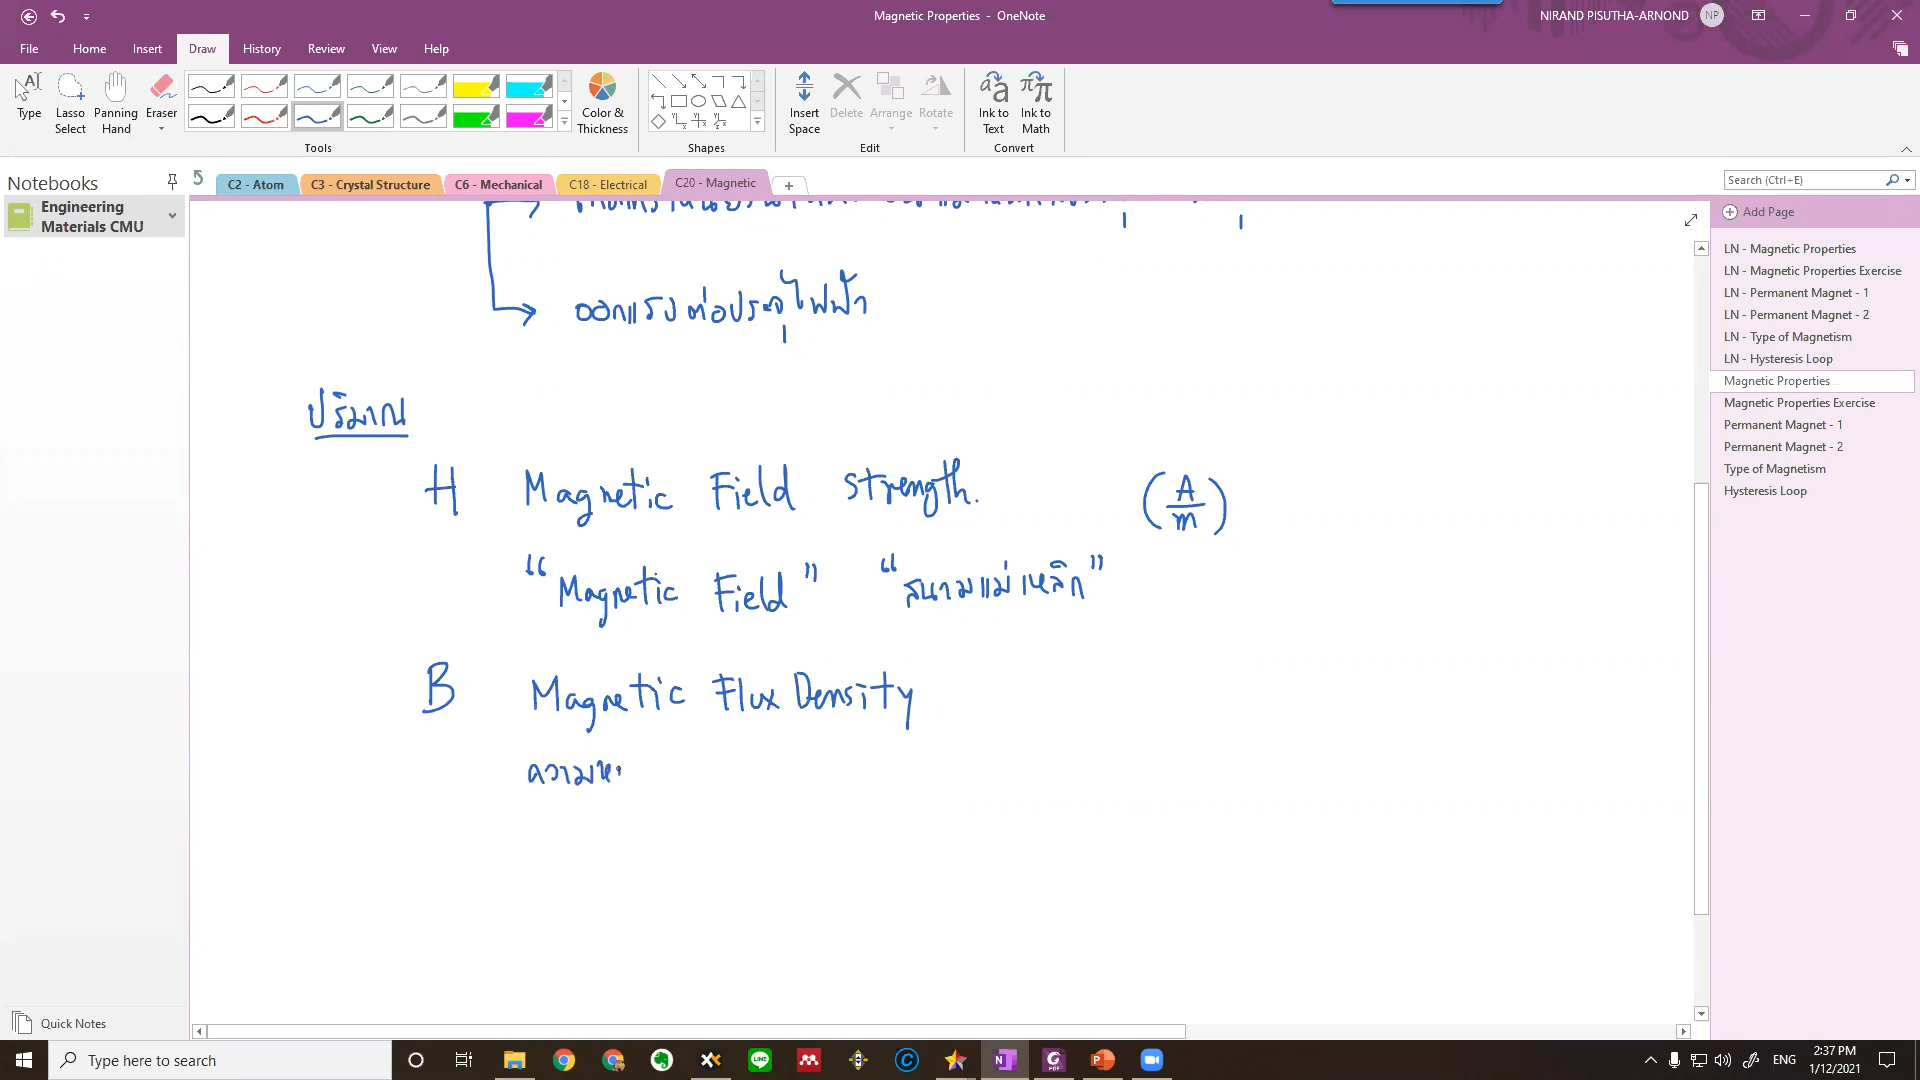 Magnetic Properties - OneNote
NIRAND PISUTHA-ARNOND NP
File Home Insert Draw History Review View Help
Type
Lasso Select
Panning Hand
Eraser
Color & Thickness
Insert Space
Delete
Arrange
Rotate
Ink to Text
Ink to Math
Tools
Shapes
Edit
Convert
Notebooks
Engineering Materials CMU
C2 - Atom C3 - Crystal Structure C6 - Mechanical C18 - Electrical C20 - Magnetic
Search (Ctrl+E)
Add Page
LN - Magnetic Properties
LN - Magnetic Properties Exercise
LN - Permanent Magnet - 1
LN - Permanent Magnet - 2
LN - Type of Magnetism
LN - Hysteresis Loop
Magnetic Properties
Magnetic Properties Exercise
Permanent Magnet - 1
Permanent Magnet - 2
Type of Magnetism
Hysteresis Loop
ออกแรงต่อประจุไฟฟ้า
ปริมาณ
H Magnetic Field Strength. (A/m)
"Magnetic Field" "สนามแม่เหล็ก"
B Magnetic Flux Density
ความห
Quick Notes
Type here to search
ENG
2:37 PM
1/12/2021